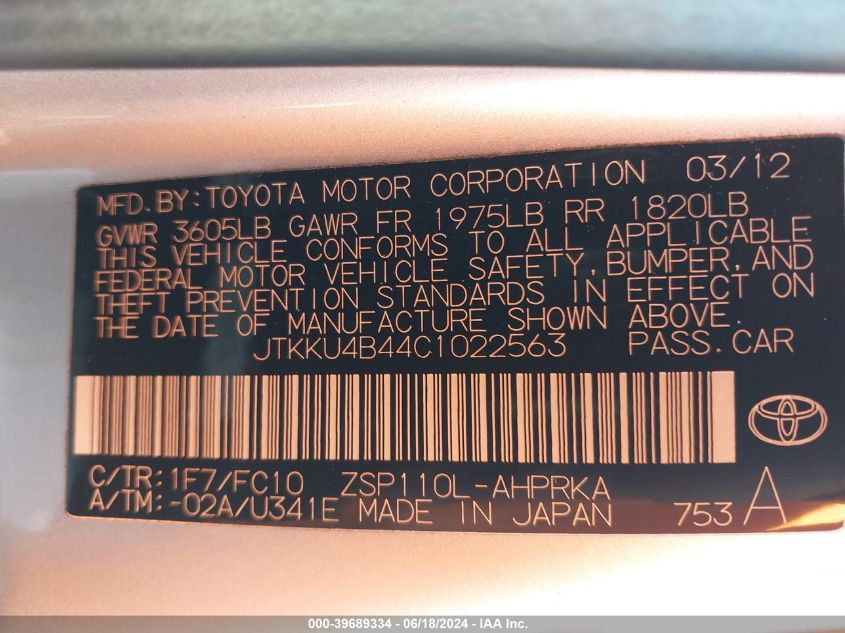 MFD. BY: TOYOTA MOTOR CORPORATION 03/12
GVWR 3605LB GAWR FR 1975LB RR 1820LB
THIS VEHICLE CONFORMS TO ALL APPLICABLE
FEDERAL MOTOR VEHICLE SAFETY, BUMPER, AND
THEFT PREVENTION STANDARDS IN EFFECT ON
THE DATE OF MANUFACTURE SHOWN ABOVE.
JTKKU4B44C1022563 PASS. CAR
C/TR: 1F7/FC10 ZSP110L-AHPRKA
A/TM: -02A/U341E MADE IN JAPAN 753 A
000-39689334 - 06/18/2024 - IAA Inc.